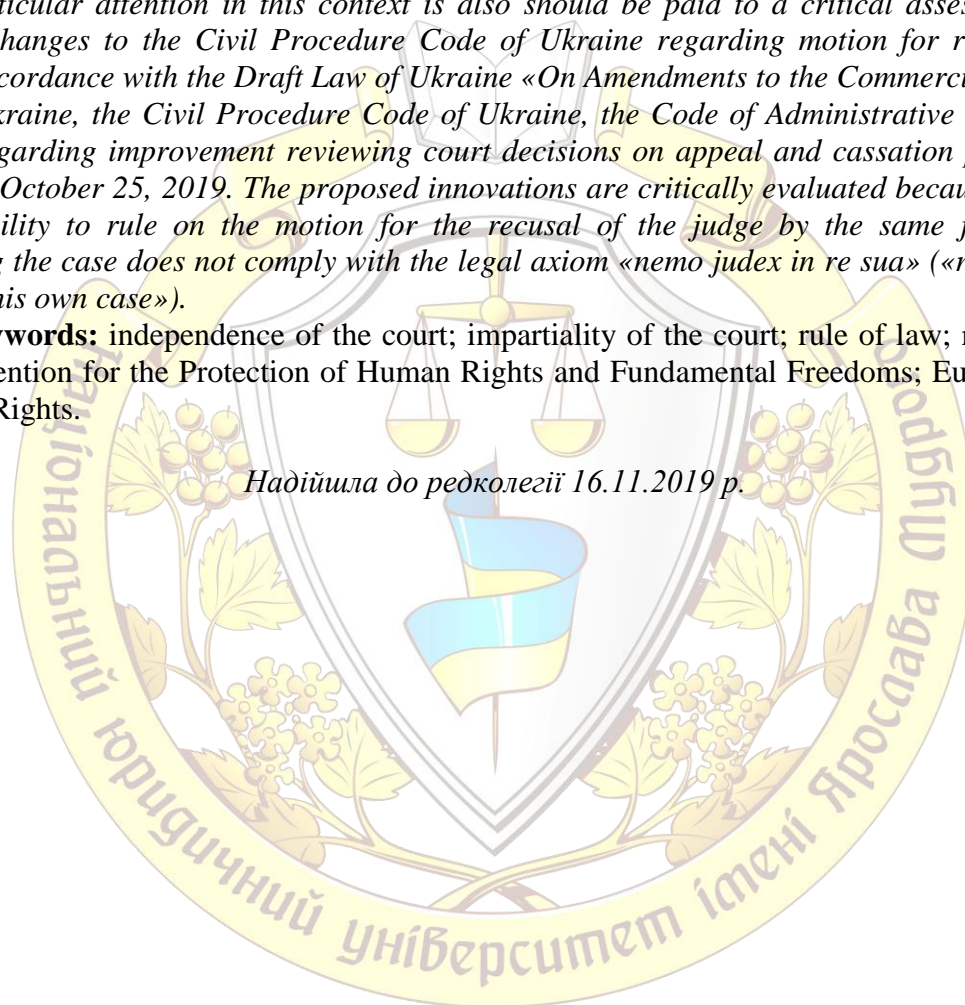 ticular attention in this context is also should be paid to a critical asses
hanges to the Civil Procedure Code of Ukraine regarding motion for r
cordance with the Draft Law of Ukraine «On Amendments to the Commerci
kraine, the Civil Procedure Code of Ukraine, the Code of Administrative
garding improvement reviewing court decisions on appeal and cassation p
October 25, 2019. The proposed innovations are critically evaluated becau
ility to rule on the motion for the recusal of the judge by the same j
g the case does not comply with the legal axiom «nemo judex in re sua» («n
his own case»).
ywords: independence of the court; impartiality of the court; rule of law; r
ention for the Protection of Human Rights and Fundamental Freedoms; Eu
Rights.
Надійшла до редколегії 16.11.2019 р.
Національний юридичний університет імені Ярослава Мудрого